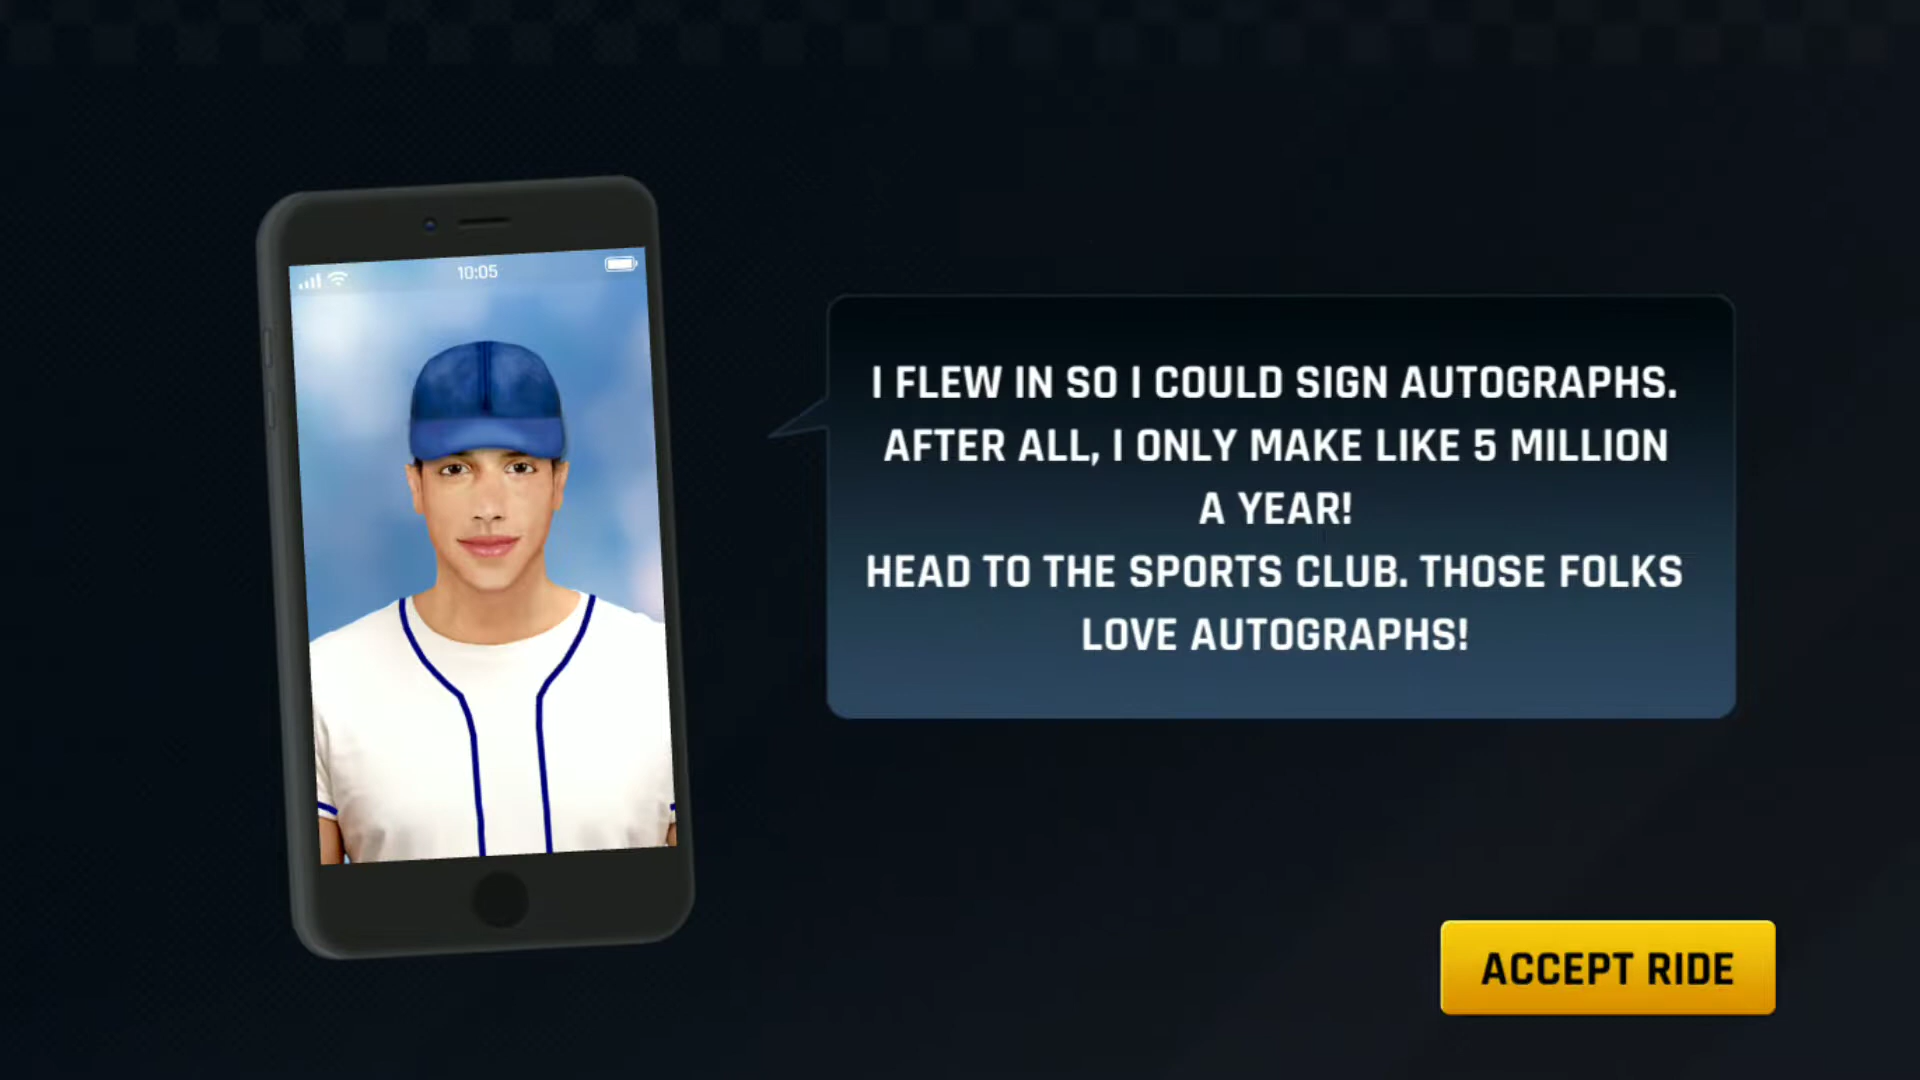 10:05
I FLEW IN SO I COULD SIGN AUTOGRAPHS.
AFTER ALL, I ONLY MAKE LIKE 5 MILLION
A YEAR!
HEAD TO THE SPORTS CLUB. THOSE FOLKS
LOVE AUTOGRAPHS!
ACCEPT RIDE